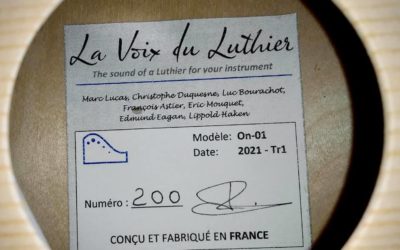 La Voix du Luthier
The sound of a Luthier for your instrument
Marc Lucas, Christophe Duquesne, Luc Bourachot,
François Astier, Eric Mouquet,
Edmund Eagan, Lippold Haken
Modèle: On-01
Date: 2021 - Tr1
Numéro: 200
CONÇU ET FABRIQUÉ EN FRANCE